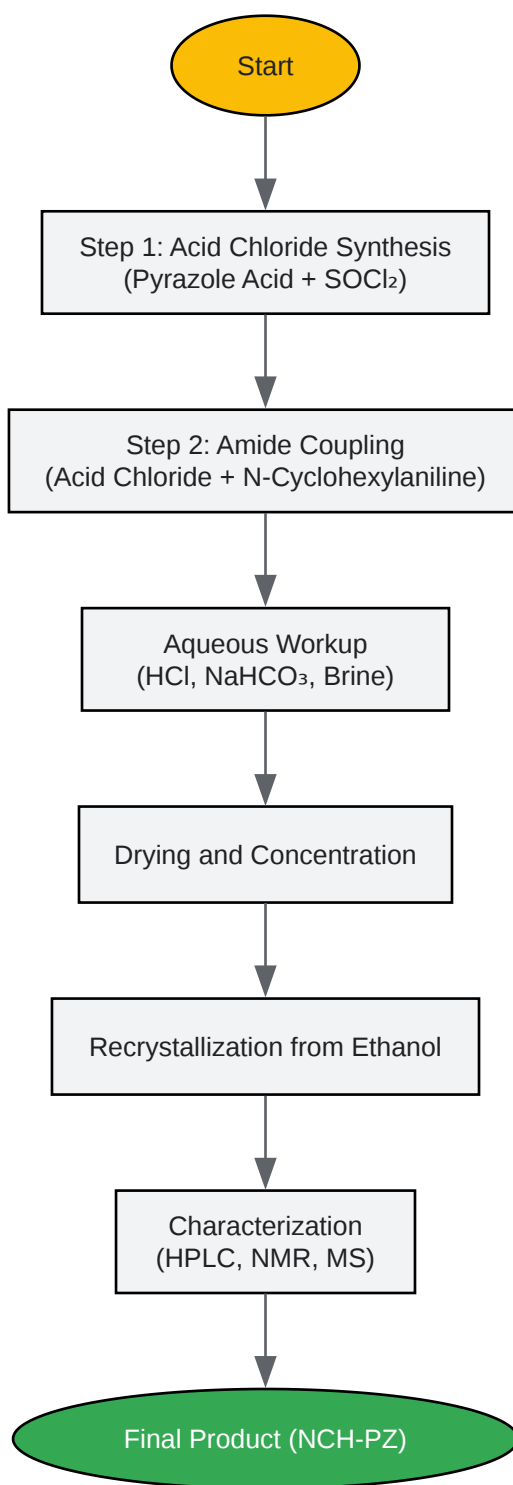 Start
Step 1: Acid Chloride Synthesis
(Pyrazole Acid + SOCl₂)
Step 2: Amide Coupling
(Acid Chloride + N-Cyclohexylaniline)
Aqueous Workup
(HCl, NaHCO₃, Brine)
Drying and Concentration
Recrystallization from Ethanol
Characterization
(HPLC, NMR, MS)
Final Product (NCH-PZ)